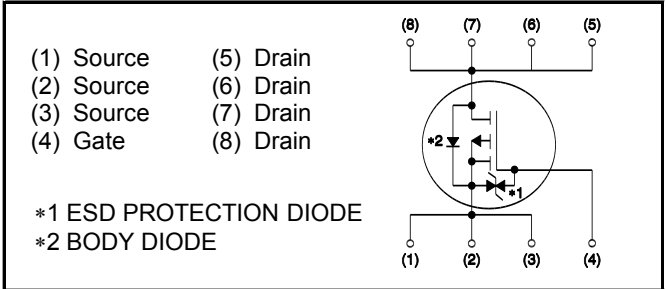 (1) Source (5) Drain
(2) Source (6) Drain
(3) Source (7) Drain
(4) Gate (8) Drain
∗1 ESD PROTECTION DIODE
∗2 BODY DIODE
(8) (7) (6) (5)
∗2
∗1
(1) (2) (3) (4)